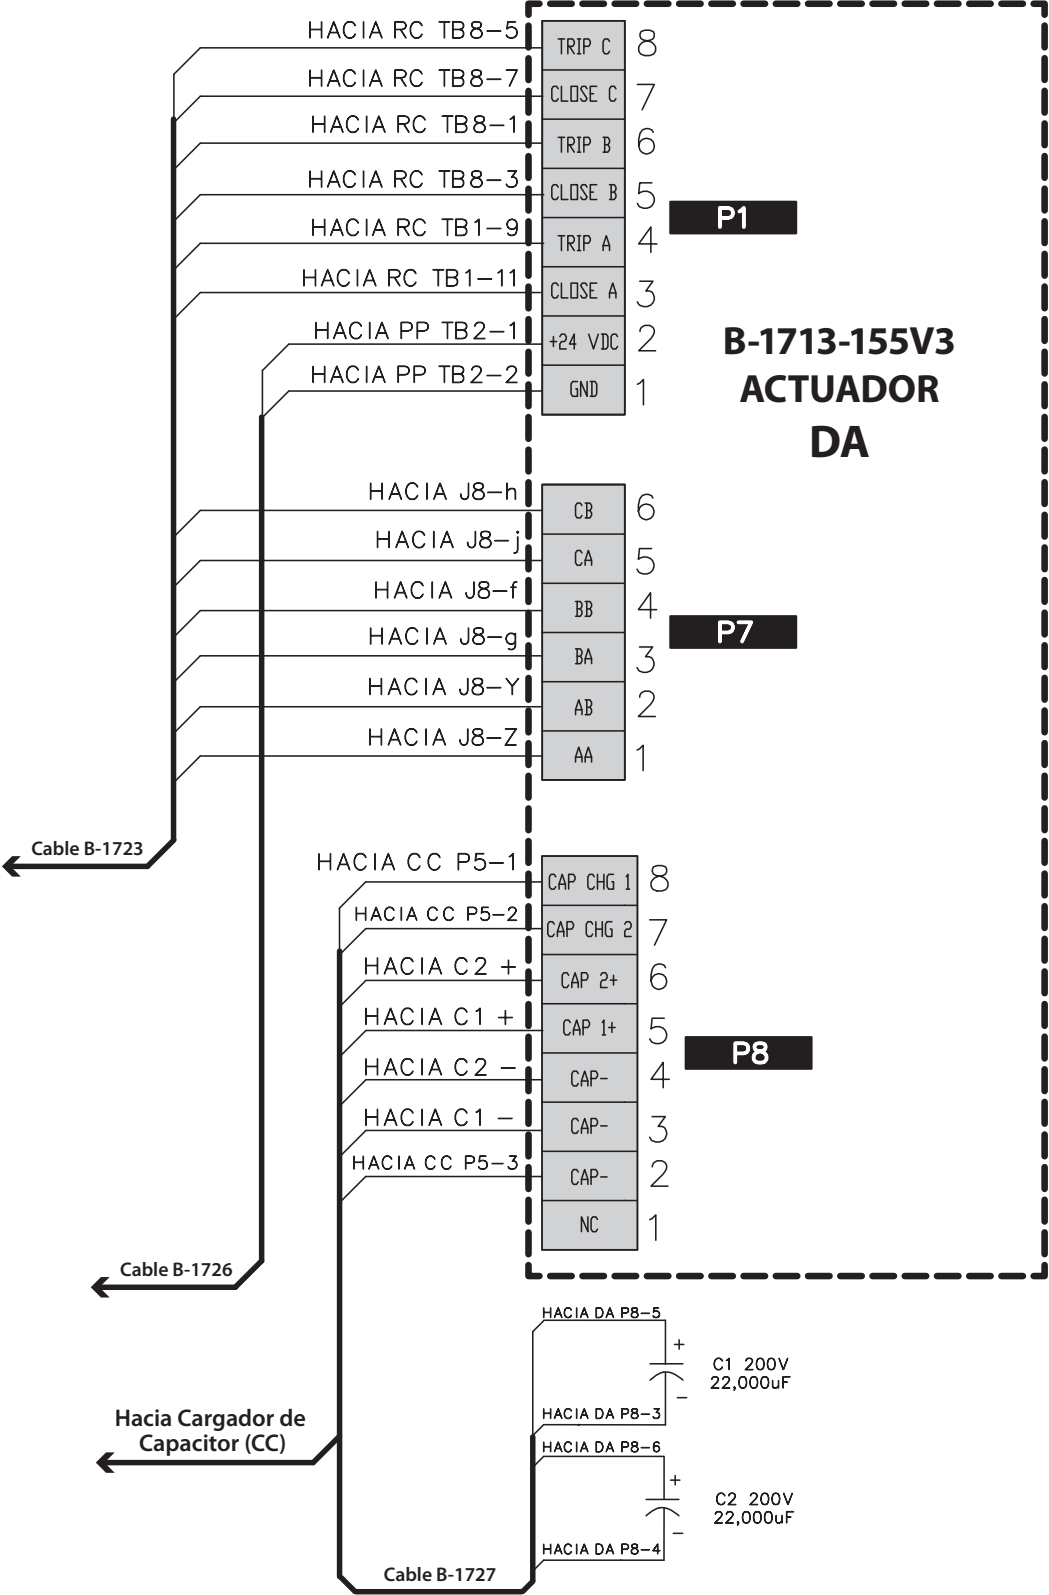 HACIA RC TB8-5 TRIP C 8
HACIA RC TB8-7 CLOSE C 7
HACIA RC TB8-1 TRIP B 6
HACIA RC TB8-3 CLOSE B 5
HACIA RC TB1-9 TRIP A 4
HACIA RC TB1-11 CLOSE A 3
HACIA PP TB2-1 +24 VDC 2
HACIA PP TB2-2 GND 1
P1
B-1713-155V3
ACTUADOR
DA
HACIA J8-h CB 6
HACIA J8-j CA 5
HACIA J8-f BB 4
HACIA J8-g BA 3
HACIA J8-Y AB 2
HACIA J8-Z AA 1
P7
Cable B-1723
HACIA CC P5-1 CAP CHG 1 8
HACIA CC P5-2 CAP CHG 2 7
HACIA C2 + CAP 2+ 6
HACIA C1 + CAP 1+ 5
HACIA C2 - CAP- 4
HACIA C1 - CAP- 3
HACIA CC P5-3 CAP- 2
NC 1
P8
Cable B-1726
HACIA DA P8-5
+
C1 200V
22,000uF
-
HACIA DA P8-3
Hacia Cargador de
Capacitor (CC)
HACIA DA P8-6
+
C2 200V
22,000uF
-
HACIA DA P8-4
Cable B-1727